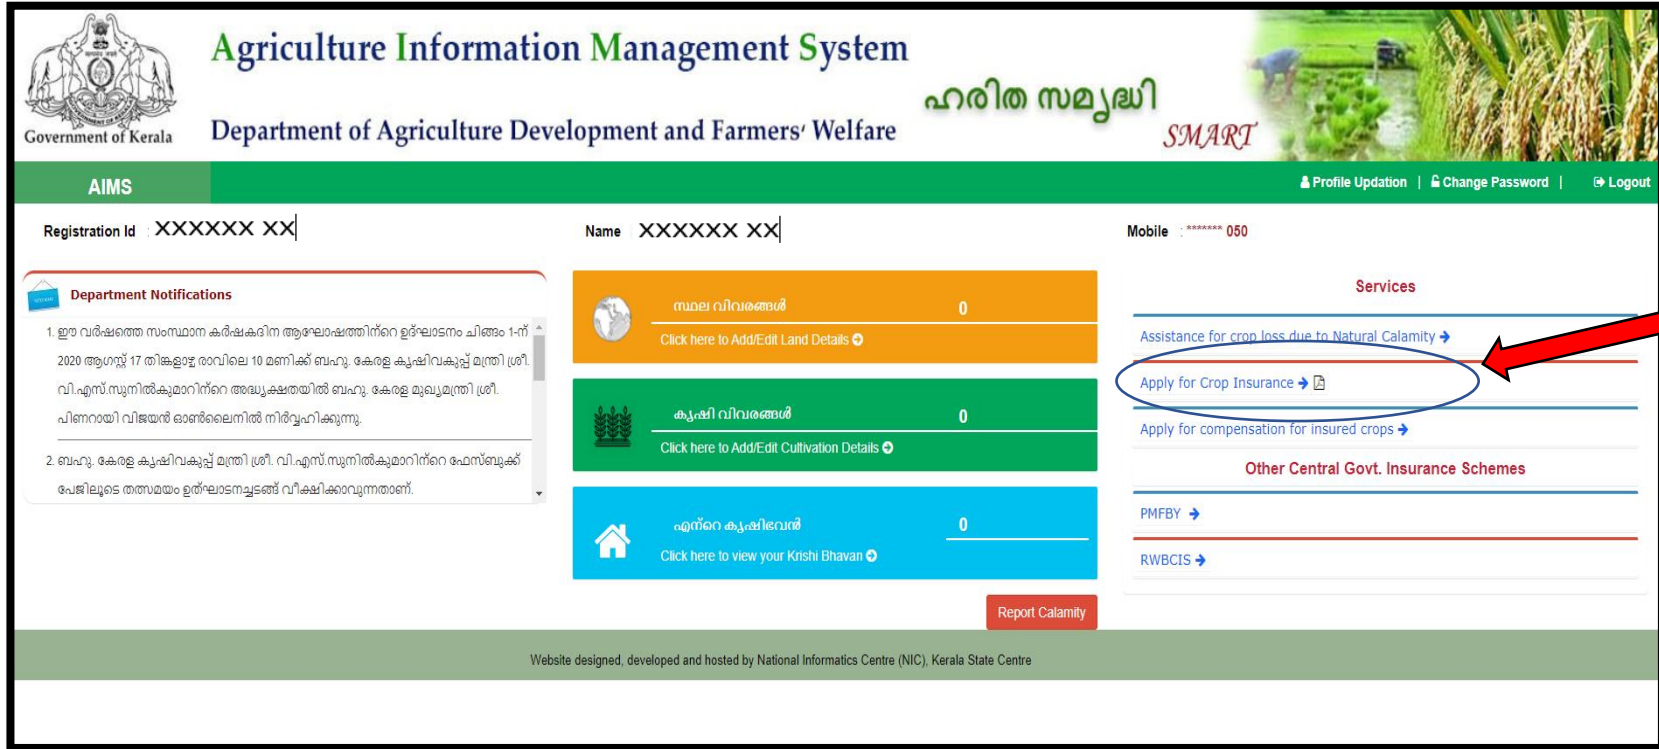 Agriculture Information Management System
ഹരിത സമൃദ്ധി
Government of Kerala
Department of Agriculture Development and Farmers' Welfare
SMART
AIMS
Profile Updation | Change Password | Logout
Registration Id : XXXXXX XX
Name XXXXXX XX
Mobile : ******* 050
Department Notifications
1. ഈ വർഷത്തെ സംസ്ഥാന കർഷകദിന ആഘോഷത്തിന്റെ ഉദ്ഘാടനം ചിങ്ങം 1-ന്
2020 ആഗസ്റ്റ് 17 തിങ്കളാഴ്ച രാവിലെ 10 മണിക്ക് ബഹു. കേരള കൃഷിവകുപ്പ് മന്ത്രി ശ്രീ.
വി.എസ്.സുനിൽകുമാറിന്റെ അദ്ധ്യക്ഷതയിൽ ബഹു. കേരള മുഖ്യമന്ത്രി ശ്രീ.
പിണറായി വിജയൻ ഓൺലൈനിൽ നിർവ്വഹിക്കുന്നു.
2. ബഹു. കേരള കൃഷിവകുപ്പ് മന്ത്രി ശ്രീ. വി.എസ്.സുനിൽകുമാറിന്റെ ഫേസ്ബുക്ക്
പേജിലൂടെ തത്സമയം ഉത്ഘാടനച്ചടങ്ങ് വീക്ഷിക്കാവുന്നതാണ്.
സ്ഥല വിവരങ്ങൾ 0
Click here to Add/Edit Land Details
കൃഷി വിവരങ്ങൾ 0
Click here to Add/Edit Cultivation Details
എന്റെ കൃഷിഭവൻ 0
Click here to view your Krishi Bhavan
Report Calamity
Services
Assistance for crop loss due to Natural Calamity
Apply for Crop Insurance
Apply for compensation for insured crops
Other Central Govt. Insurance Schemes
PMFBY
RWBCIS
Website designed, developed and hosted by National Informatics Centre (NIC), Kerala State Centre